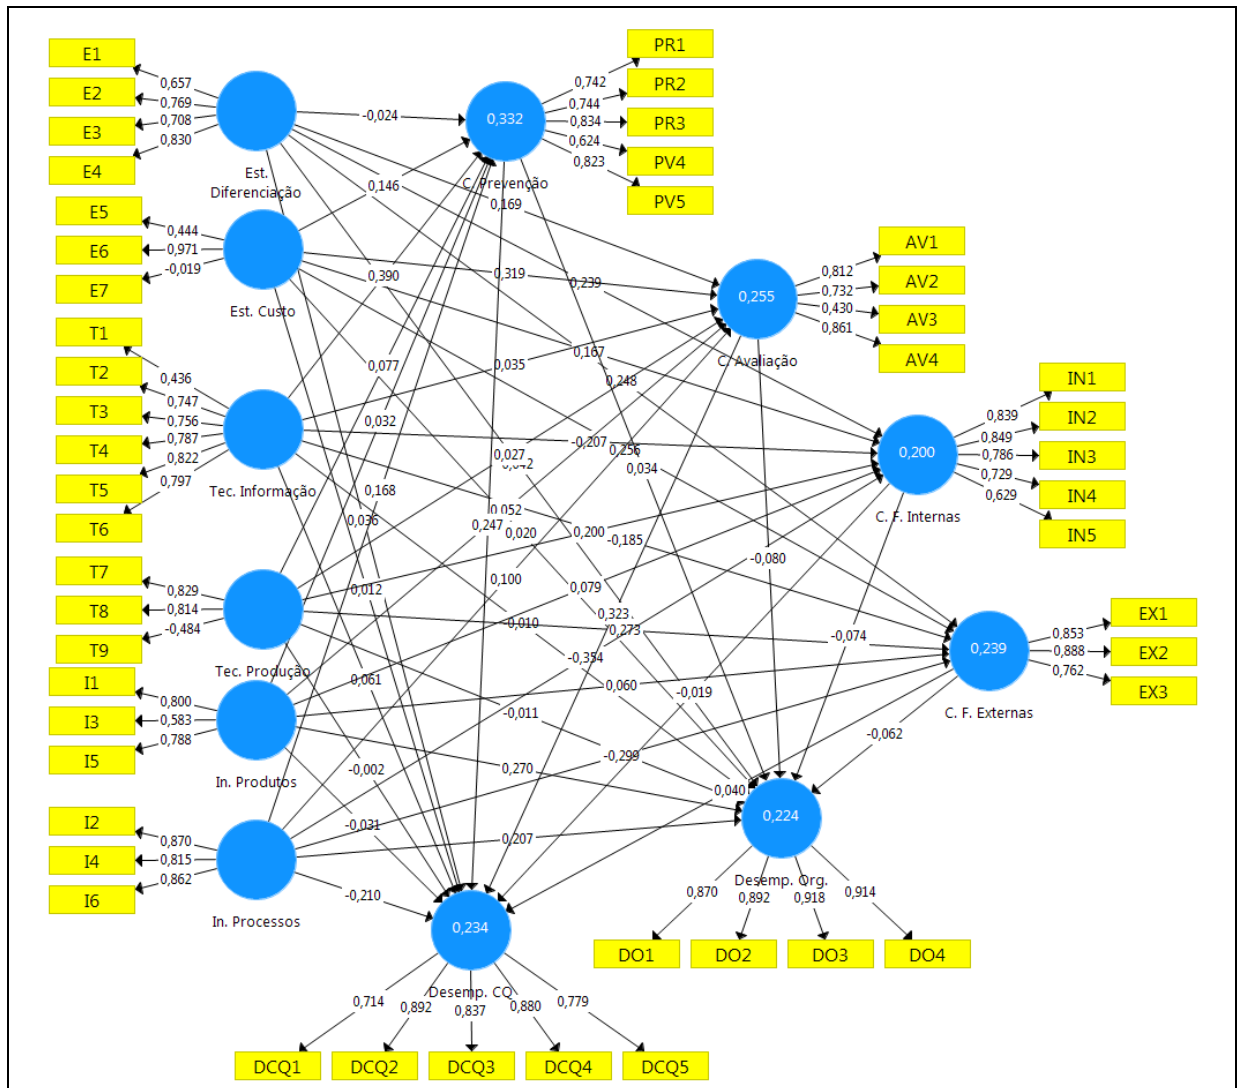 E1
E2
E3
E4
0,657
0,769
0,708
0,830
Est.
Diferenciação
E5
E6
E7
0,444
0,971
-0,019
Est. Custo
T1
T2
T3
T4
T5
T6
0,436
0,747
0,756
0,787
0,822
0,797
Tec. Informação
T7
T8
T9
0,829
0,814
-0,484
Tec. Produção
I1
I3
I5
0,800
0,583
0,788
In. Produtos
I2
I4
I6
0,870
0,815
0,862
In. Processos
0,332
C. Prevenção
PR1
PR2
PR3
PV4
PV5
0,742
0,744
0,834
0,624
0,823
0,255
C. Avaliação
AV1
AV2
AV3
AV4
0,812
0,732
0,430
0,861
0,200
C. F. Internas
IN1
IN2
IN3
IN4
IN5
0,839
0,849
0,786
0,729
0,629
0,239
C. F. Externas
EX1
EX2
EX3
0,853
0,888
0,762
0,224
Desemp. Org.
0,870
0,892
0,918
0,914
DO1
DO2
DO3
DO4
0,234
Desemp. CQ
0,714
0,892
0,837
0,880
0,779
DCQ1
DCQ2
DCQ3
DCQ4
DCQ5
-0,024
0,146
0,169
0,390
0,319
0,239
0,077
0,035
0,167
0,248
0,032
-0,207
0,256
0,034
0,027
0,168
0,036
0,052
0,247
0,020
0,200
-0,185
-0,080
0,100
0,079
0,012
0,323
-0,010
0,273
-0,074
-0,354
0,061
0,060
-0,019
-0,011
-0,062
-0,002
0,270
-0,299
0,040
-0,031
0,207
-0,210